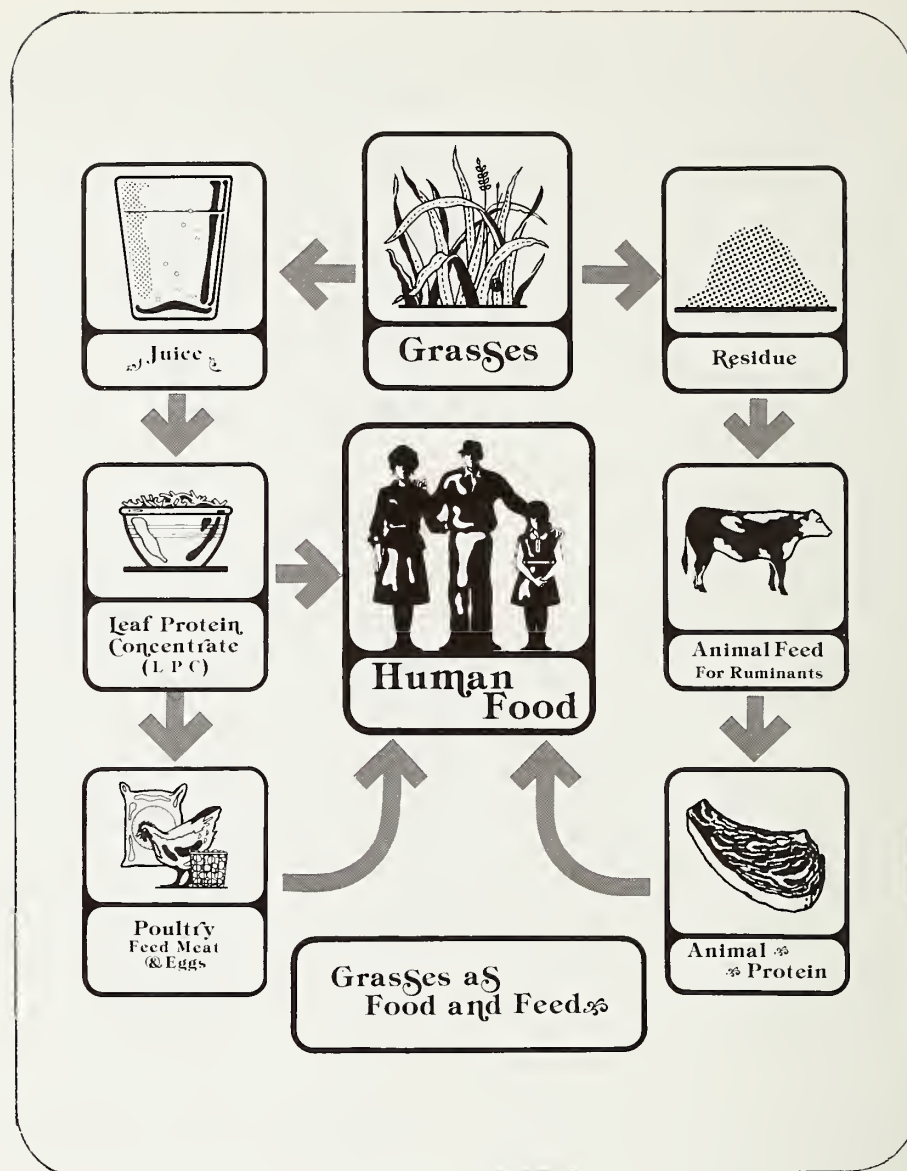 Juice
GrasSes
Residue
Leaf Protein
Concentrate
(L P C)
Human
Food
Animal Feed
For Ruminants
Poultry
Feed Meat
& Eggs
Animal
Protein
GrasSes aS
Food and Feed